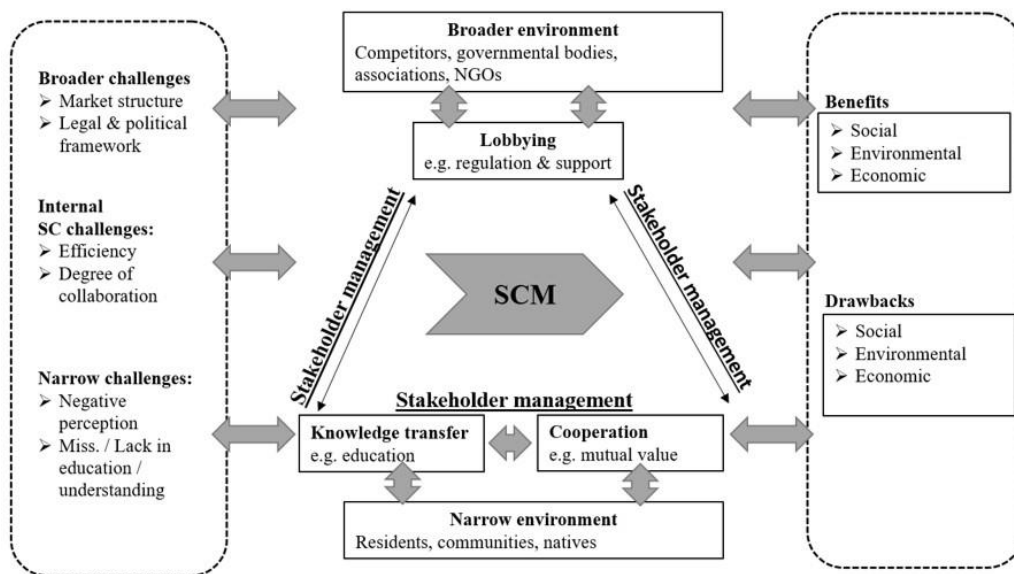 Broader challenges
➢ Market structure
➢ Legal & political
framework
Internal
SC challenges:
➢ Efficiency
➢ Degree of
collaboration
Narrow challenges:
➢ Negative
perception
➢ Miss. / Lack in
education /
understanding
Broader environment
Competitors, governmental bodies,
associations, NGOs
Lobbying
e.g. regulation & support
Stakeholder management
Stakeholder management
SCM
Stakeholder management
Knowledge transfer
e.g. education
Cooperation
e.g. mutual value
Narrow environment
Residents, communities, natives
Benefits
➢ Social
➢ Environmental
➢ Economic
Drawbacks
➢ Social
➢ Environmental
➢ Economic